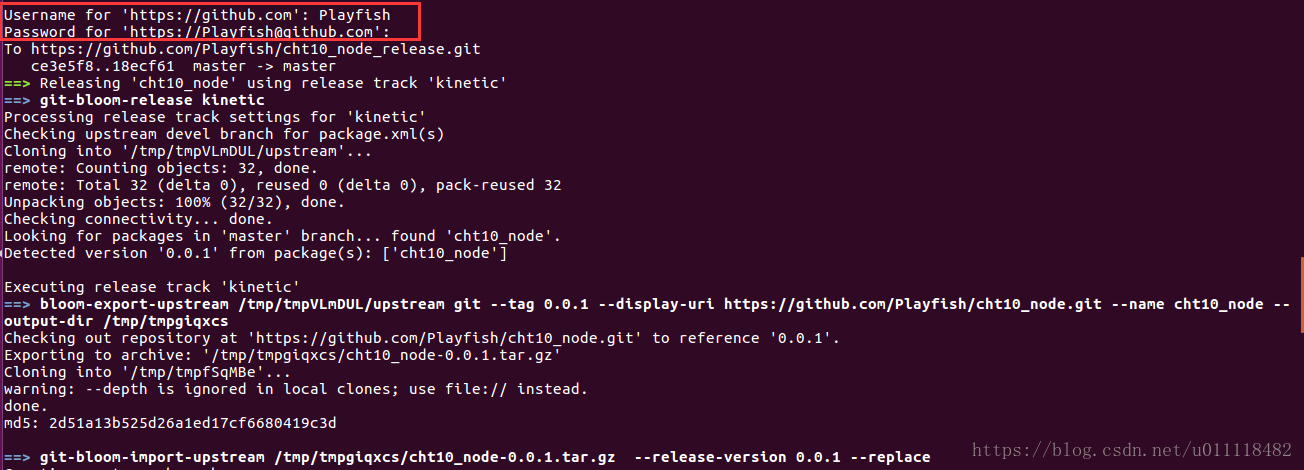 Username for 'https://github.com': Playfish
Password for 'https://Playfish@github.com':
To https://github.com/Playfish/cht10_node_release.git
   ce3e5f8..18ecf61  master -> master
==> Releasing 'cht10_node' using release track 'kinetic'
==> git-bloom-release kinetic
Processing release track settings for 'kinetic'
Checking upstream devel branch for package.xml(s)
Cloning into '/tmp/tmpVLmDUL/upstream'...
remote: Counting objects: 32, done.
remote: Total 32 (delta 0), reused 0 (delta 0), pack-reused 32
Unpacking objects: 100% (32/32), done.
Checking connectivity... done.
Looking for packages in 'master' branch... found 'cht10_node'.
Detected version '0.0.1' from package(s): ['cht10_node']

Executing release track 'kinetic'
==> bloom-export-upstream /tmp/tmpVLmDUL/upstream git --tag 0.0.1 --display-uri https://github.com/Playfish/cht10_node.git --name cht10_node --
output-dir /tmp/tmpgiqxcs
Checking out repository at 'https://github.com/Playfish/cht10_node.git' to reference '0.0.1'.
Exporting to archive: '/tmp/tmpgiqxcs/cht10_node-0.0.1.tar.gz'
Cloning into '/tmp/tmpfSqMBe'...
warning: --depth is ignored in local clones; use file:// instead.
done.
md5: 2d51a13b525d26a1ed17cf6680419c3d

==> git-bloom-import-upstream /tmp/tmpgiqxcs/cht10_node-0.0.1.tar.gz  --release-version 0.0.1 --replace
https://blog.csdn.net/u011118482